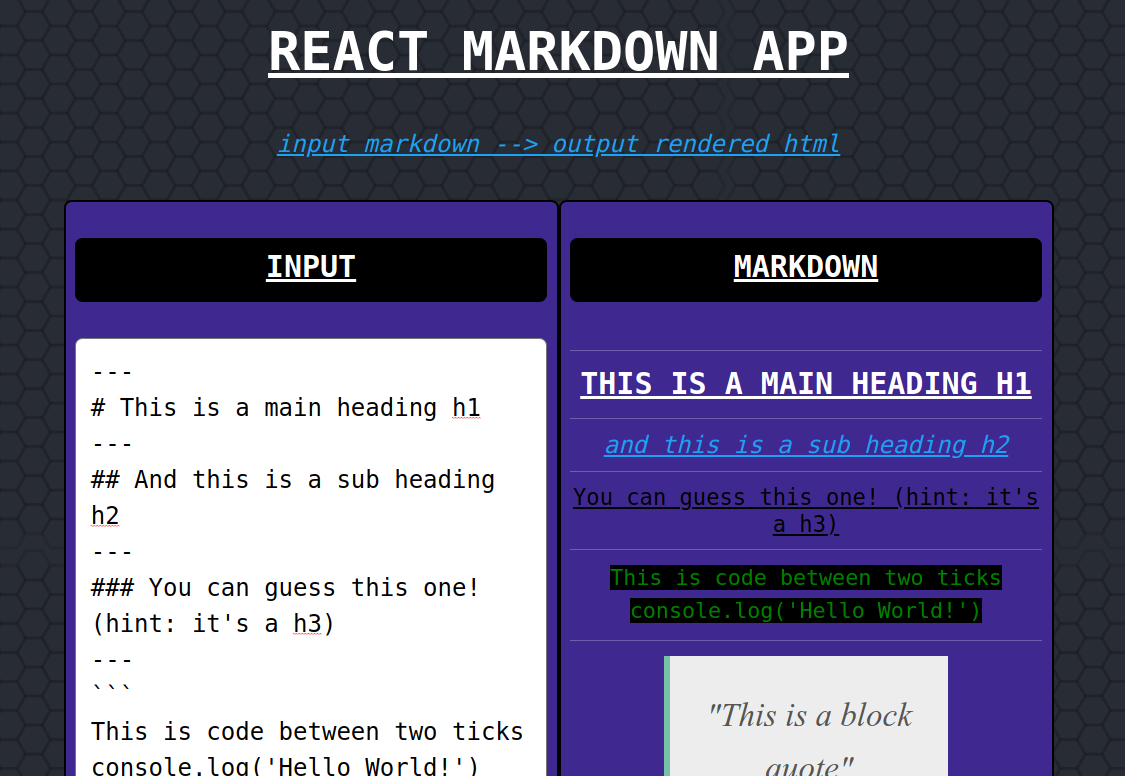 REACT MARKDOWN APP
input markdown --> output rendered html
INPUT
---
# This is a main heading h1
---
## And this is a sub heading
h2
---
### You can guess this one!
(hint: it's a h3)
---
```
This is code between two ticks
console.log('Hello World!')
MARKDOWN
THIS IS A MAIN HEADING H1
and this is a sub heading h2
You can guess this one! (hint: it's
a h3)
This is code between two ticks
console.log('Hello World!')
"This is a block
quote"